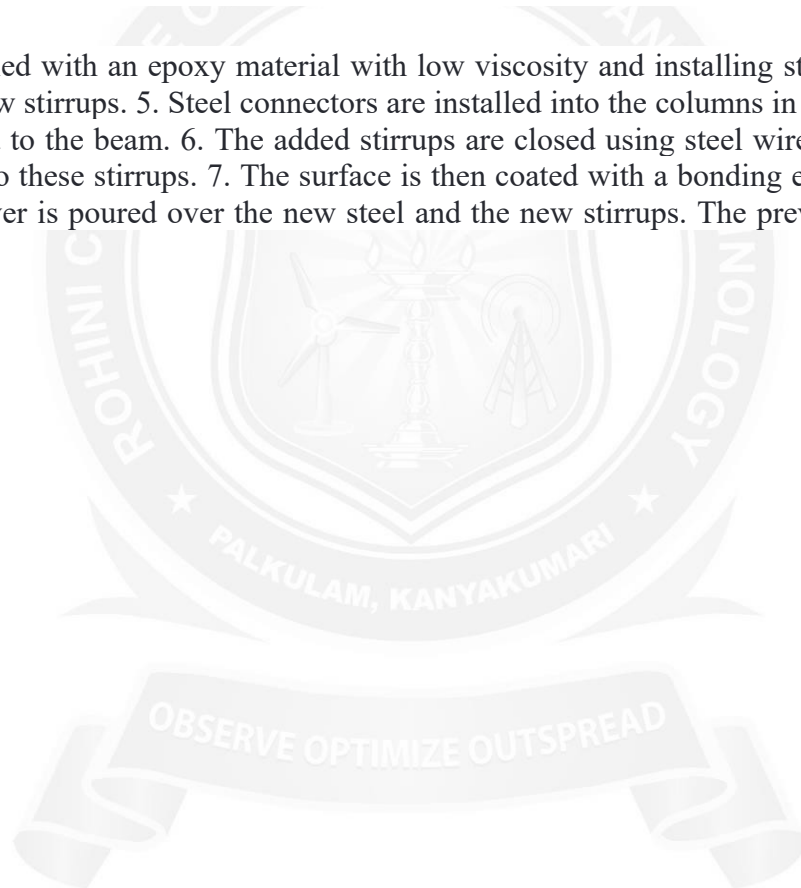 ed with an epoxy material with low viscosity and installing st
w stirrups. 5. Steel connectors are installed into the columns in
to the beam. 6. The added stirrups are closed using steel wire
o these stirrups. 7. The surface is then coated with a bonding e
er is poured over the new steel and the new stirrups. The prev
ROHINI C
NOLOGY
PALKULAM, KANYAKUMARI
OBSERVE OPTIMIZE OUTSPREAD